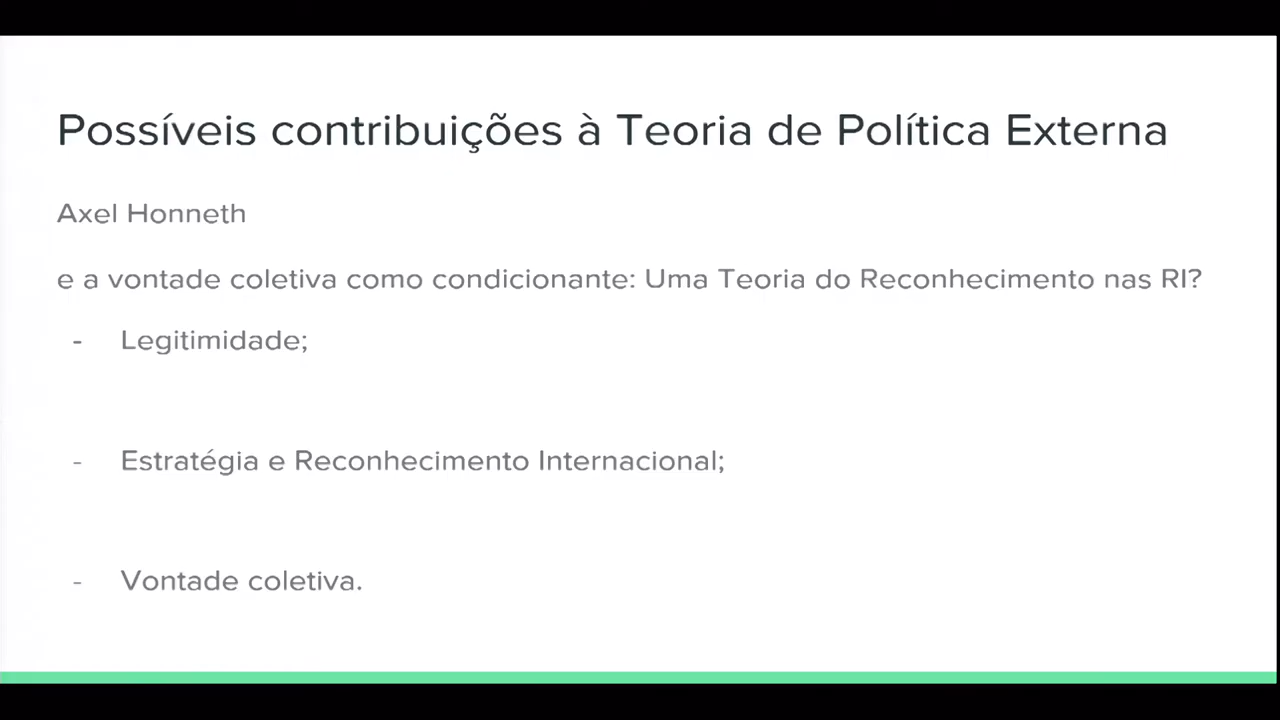 Possíveis contribuições à Teoria de Política Externa
Axel Honneth
e a vontade coletiva como condicionante: Uma Teoria do Reconhecimento nas RI?
- Legitimidade;
- Estratégia e Reconhecimento Internacional;
- Vontade coletiva.